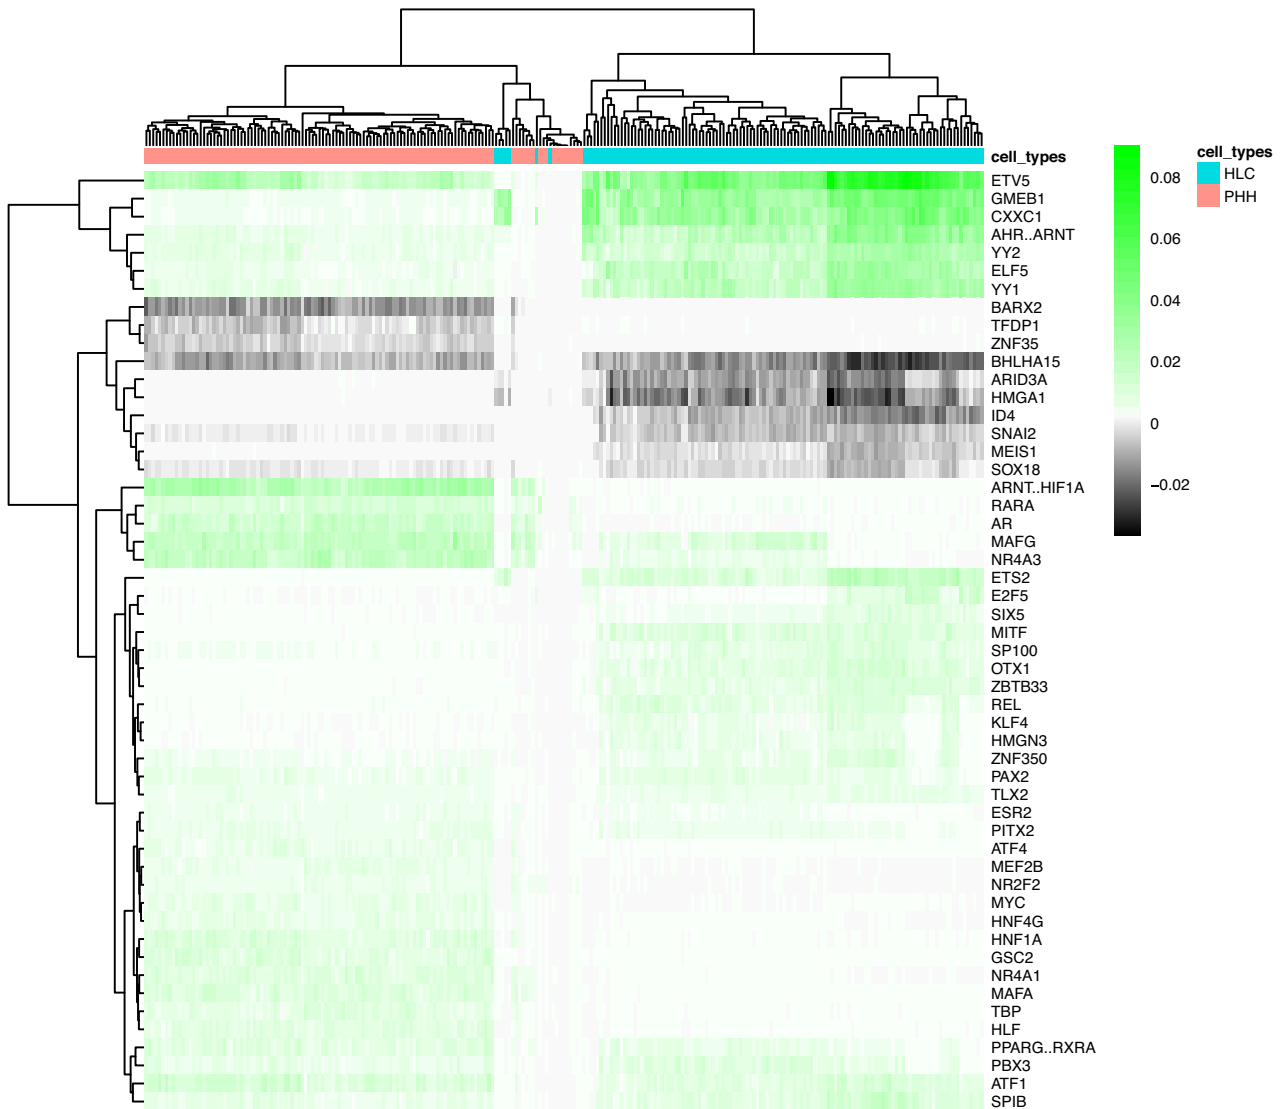 cell_types
ETV5
GMEB1
CXXC1
AHR..ARNT
YY2
ELF5
YY1
BARX2
TFDP1
ZNF35
BHLHA15
ARID3A
HMGA1
ID4
SNAI2
MEIS1
SOX18
ARNT..HIF1A
RARA
AR
MAFG
NR4A3
ETS2
E2F5
SIX5
MITF
SP100
OTX1
ZBTB33
REL
KLF4
HMGN3
ZNF350
PAX2
TLX2
ESR2
PITX2
ATF4
MEF2B
NR2F2
MYC
HNF4G
HNF1A
GSC2
NR4A1
MAFA
TBP
HLF
PPARG..RXRA
PBX3
ATF1
SPIB
0.08
0.06
0.04
0.02
0
−0.02
cell_types
HLC
PHH